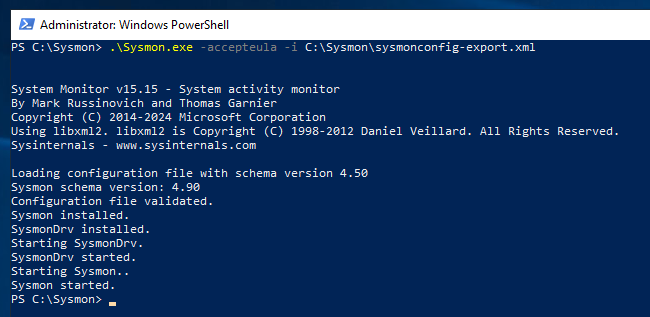 Administrator: Windows PowerShell
PS C:\Sysmon> .\Sysmon.exe -accepteula -i C:\Sysmon\sysmonconfig-export.xml
System Monitor v15.15 - System activity monitor
By Mark Russinovich and Thomas Garnier
Copyright (C) 2014-2024 Microsoft Corporation
Using libxml2. libxml2 is Copyright (C) 1998-2012 Daniel Veillard. All Rights Reserved.
Sysinternals - www.sysinternals.com
Loading configuration file with schema version 4.50
Sysmon schema version: 4.90
Configuration file validated.
Sysmon installed.
SysmonDrv installed.
Starting SysmonDrv.
SysmonDrv started.
Starting Sysmon..
Sysmon started.
PS C:\Sysmon>